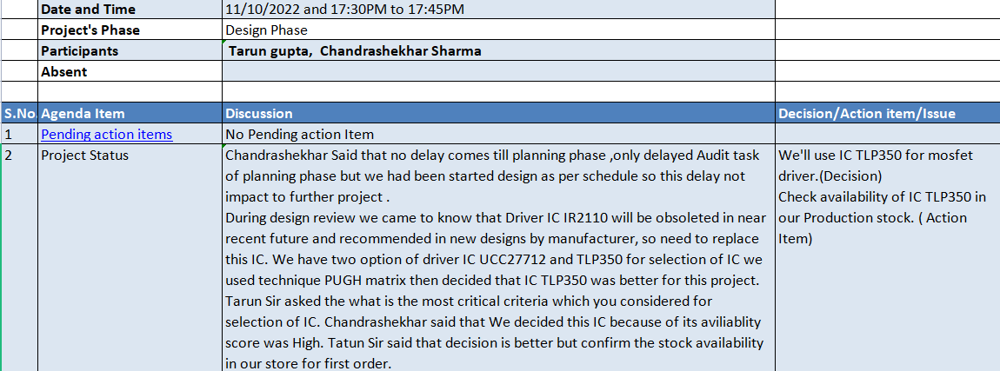 Date and Time 11/10/2022 and 17:30PM to 17:45PM
Project's Phase Design Phase
Participants Tarun gupta, Chandrashekhar Sharma
Absent
S.No Agenda Item Discussion Decision/Action item/Issue
1 Pending action items No Pending action Item
2 Project Status
Chandrashekhar Said that no delay comes till planning phase ,only delayed Audit task
of planning phase but we had been started design as per schedule so this delay not
impact to further project .
During design review we came to know that Driver IC IR2110 will be obsoleted in near
recent future and recommended in new designs by manufacturer, so need to replace
this IC. We have two option of driver IC UCC27712 and TLP350 for selection of IC we
used technique PUGH matrix then decided that IC TLP350 was better for this project.
Tarun Sir asked the what is the most critical criteria which you considered for
selection of IC. Chandrashekhar said that We decided this IC because of its aviliablity
score was High. Tatun Sir said that decision is better but confirm the stock availability
in our store for first order.
We'll use IC TLP350 for mosfet
driver.(Decision)
Check availability of IC TLP350 in
our Production stock. ( Action
Item)